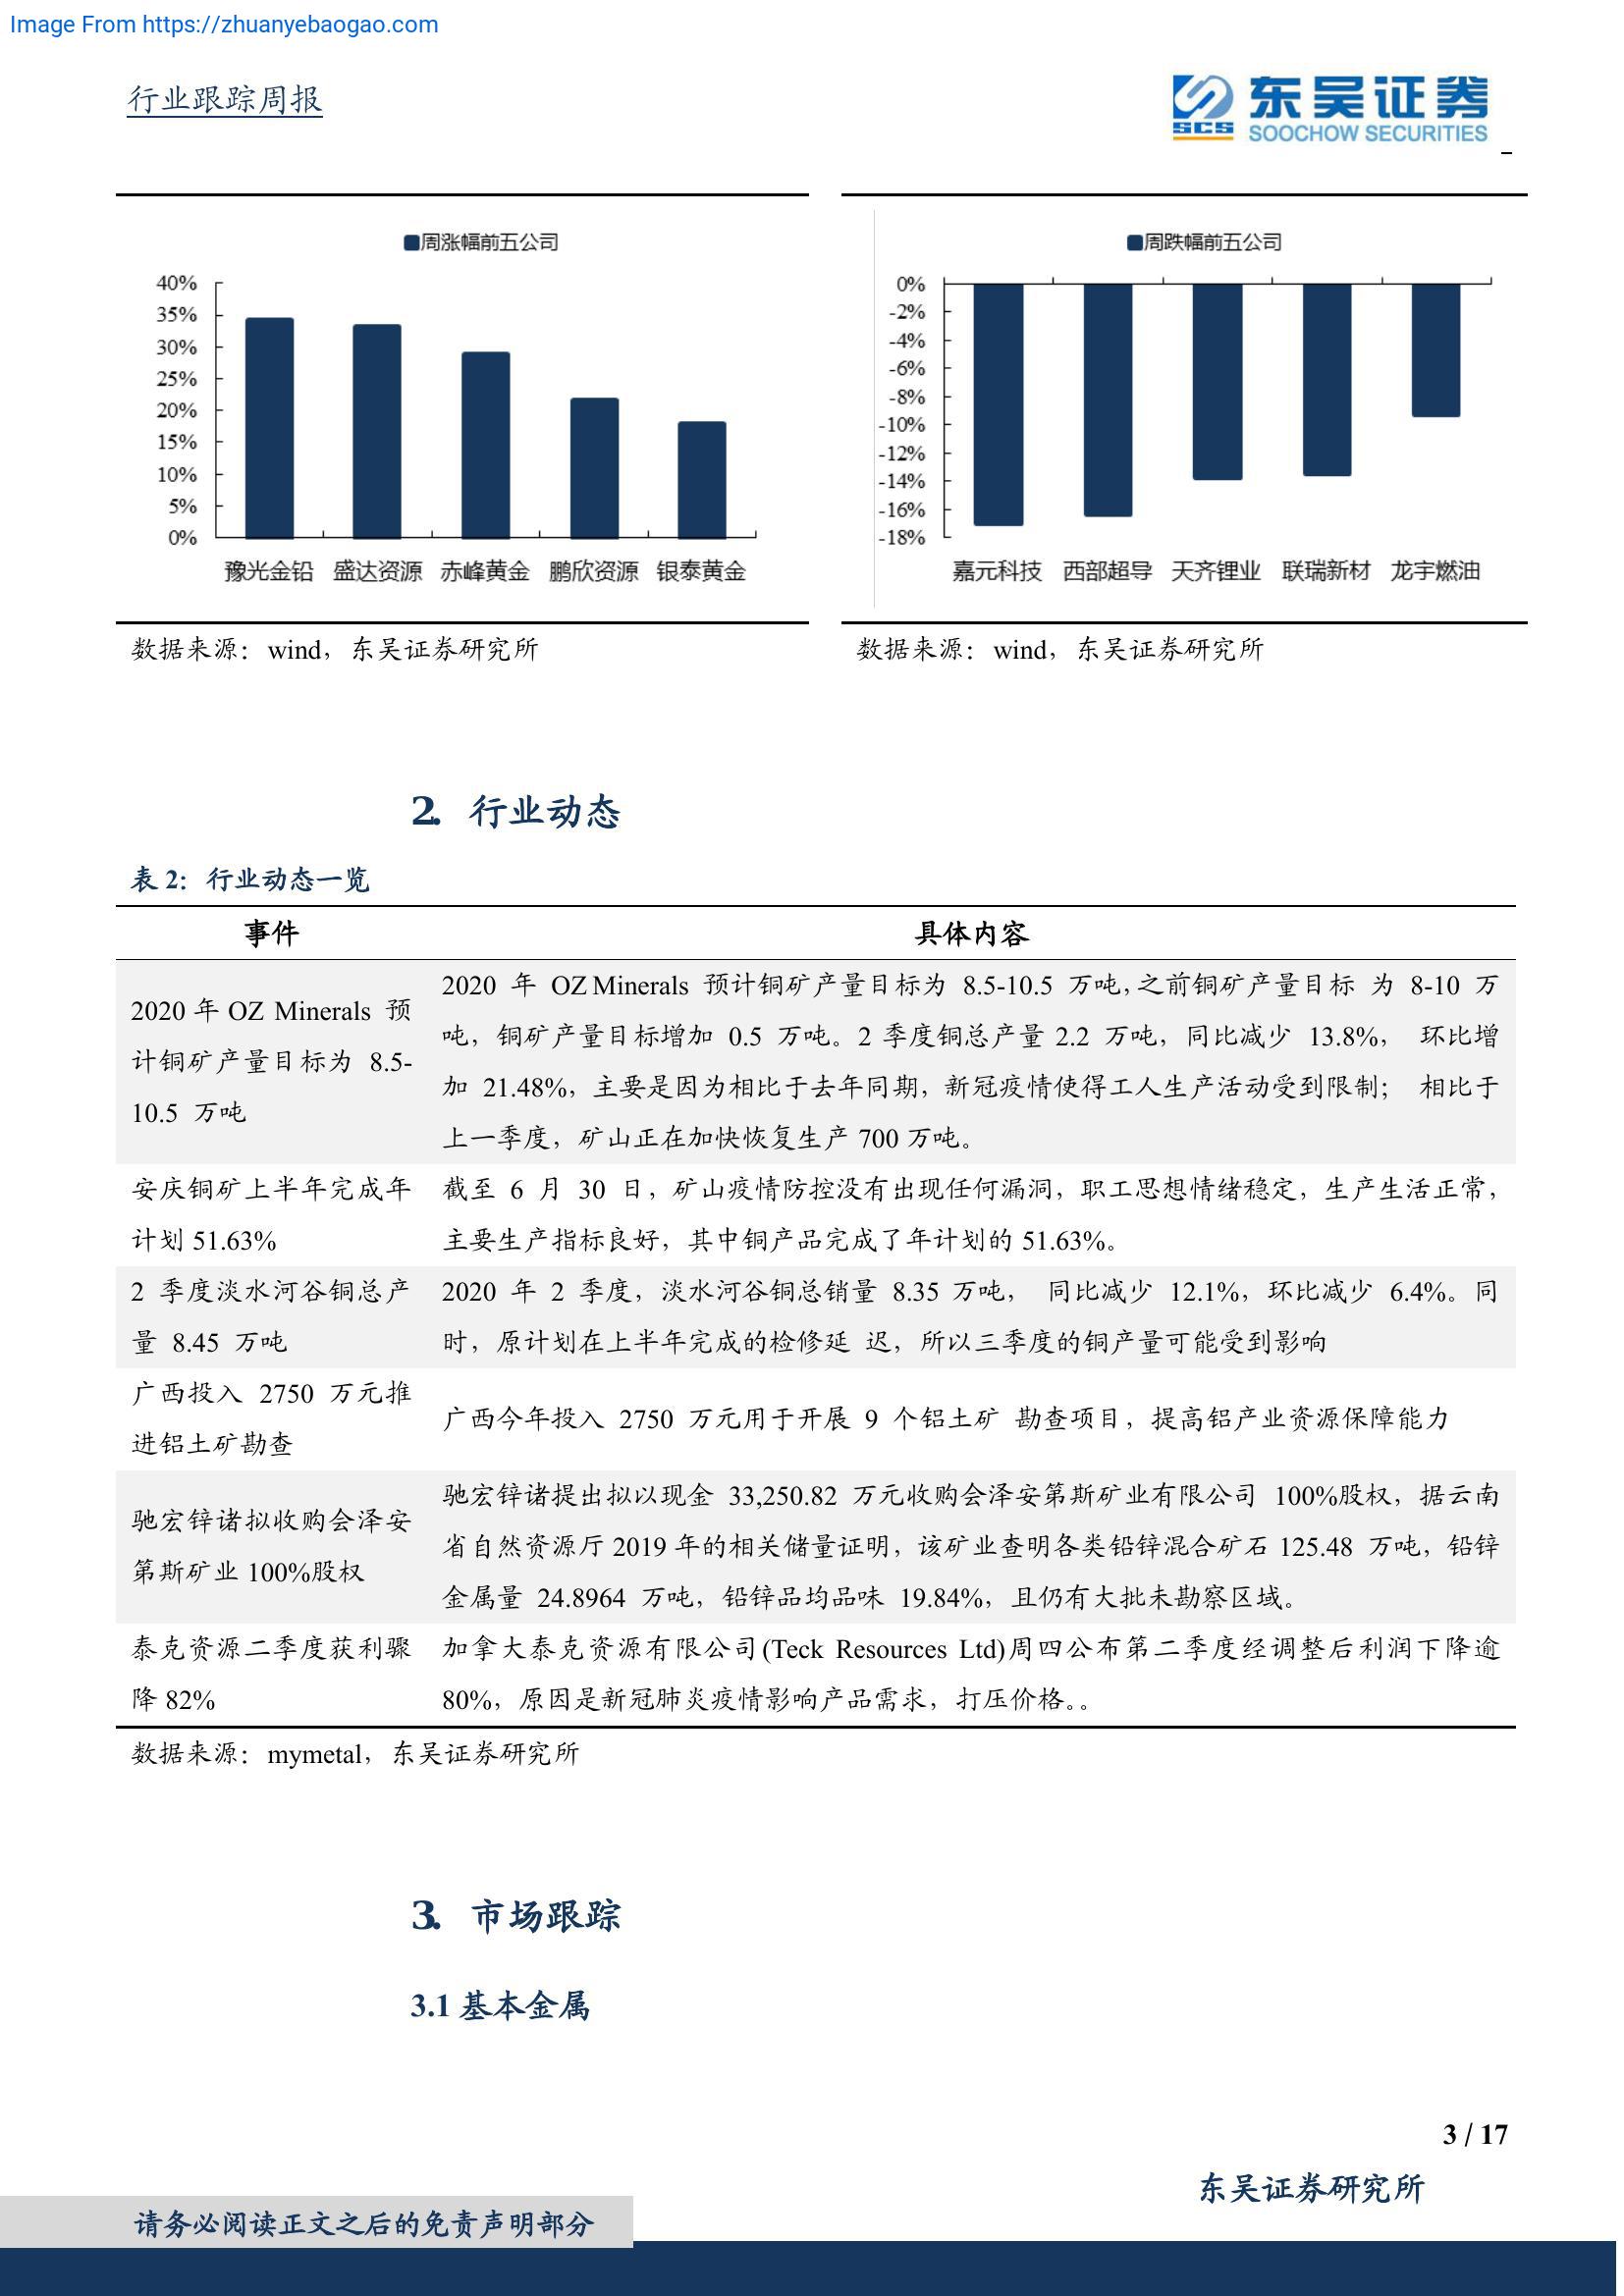 Image From https://zhuanyebaogao.com
行业跟踪周报
东吴证券
SCS
SOOCHOW SECURITIES
周涨幅前五公司
40%
35%
30%
25%
20%
15%
10%
5%
0%
豫光金铅 盛达资源 赤峰黄金 鹏欣资源 银泰黄金
数据来源：wind，东吴证券研究所
周跌幅前五公司
0%
-2%
-4%
-6%
-8%
-10%
-12%
-14%
-16%
-18%
嘉元科技 西部超导 天齐锂业 联瑞新材 龙宇燃油
数据来源：wind，东吴证券研究所
2. 行业动态
表 2：行业动态一览
事件 具体内容
2020 年 OZ Minerals 预
计铜矿产量目标为 8.5-
10.5 万吨
2020 年 OZ Minerals 预计铜矿产量目标为 8.5-10.5 万吨，之前铜矿产量目标 为 8-10 万
吨，铜矿产量目标增加 0.5 万吨。2 季度铜总产量 2.2 万吨，同比减少 13.8%， 环比增
加 21.48%，主要是因为相比于去年同期，新冠疫情使得工人生产活动受到限制； 相比于
上一季度，矿山正在加快恢复生产 700 万吨。
安庆铜矿上半年完成年
计划 51.63%
截至 6 月 30 日，矿山疫情防控没有出现任何漏洞，职工思想情绪稳定，生产生活正常，
主要生产指标良好，其中铜产品完成了年计划的 51.63%。
2 季度淡水河谷铜总产
量 8.45 万吨
2020 年 2 季度，淡水河谷铜总销量 8.35 万吨， 同比减少 12.1%，环比减少 6.4%。同
时，原计划在上半年完成的检修延 迟，所以三季度的铜产量可能受到影响
广西投入 2750 万元推
进铝土矿勘查
广西今年投入 2750 万元用于开展 9 个铝土矿 勘查项目，提高铝产业资源保障能力
驰宏锌诸拟收购会泽安
第斯矿业 100%股权
驰宏锌诸提出拟以现金 33,250.82 万元收购会泽安第斯矿业有限公司 100%股权，据云南
省自然资源厅 2019 年的相关储量证明，该矿业查明各类铅锌混合矿石 125.48 万吨，铅锌
金属量 24.8964 万吨，铅锌品均品味 19.84%，且仍有大批未勘察区域。
泰克资源二季度获利骤
降 82%
加拿大泰克资源有限公司(Teck Resources Ltd)周四公布第二季度经调整后利润下降逾
80%，原因是新冠肺炎疫情影响产品需求，打压价格。。
数据来源：mymetal，东吴证券研究所
3. 市场跟踪
3.1 基本金属
3 / 17
东吴证券研究所
请务必阅读正文之后的免责声明部分